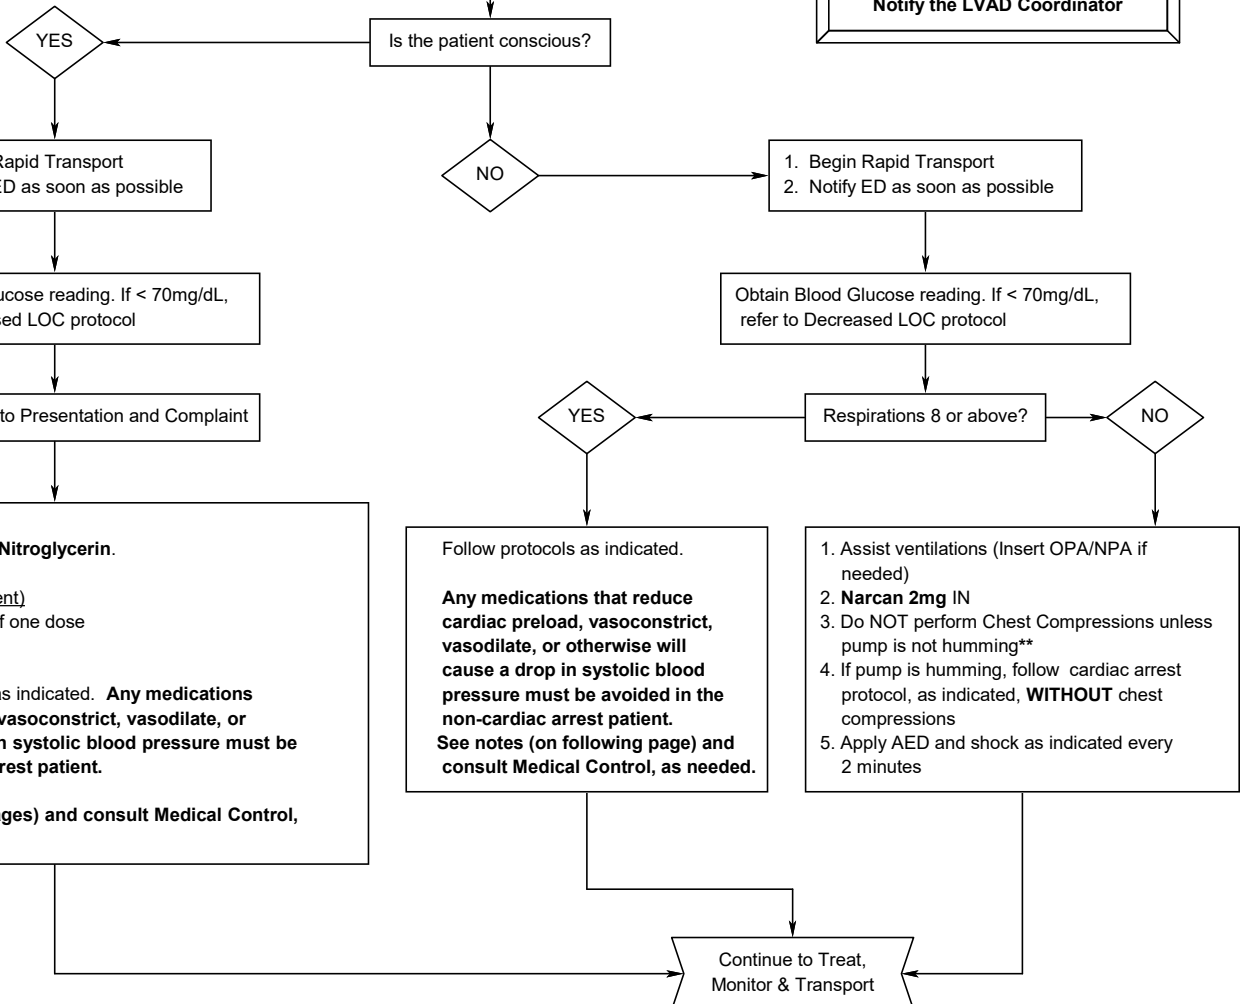 Notify the LVAD Coordinator
YES
Is the patient conscious?
Rapid Transport
ED as soon as possible
NO
1. Begin Rapid Transport
2. Notify ED as soon as possible
ucose reading. If < 70mg/dL,
sed LOC protocol
Obtain Blood Glucose reading. If < 70mg/dL,
refer to Decreased LOC protocol
to Presentation and Complaint
YES
Respirations 8 or above?
NO
Nitroglycerin.
ent)
f one dose
as indicated. Any medications
vasoconstrict, vasodilate, or
n systolic blood pressure must be
rest patient.
ages) and consult Medical Control,
Follow protocols as indicated.
Any medications that reduce
cardiac preload, vasoconstrict,
vasodilate, or otherwise will
cause a drop in systolic blood
pressure must be avoided in the
non-cardiac arrest patient.
See notes (on following page) and
consult Medical Control, as needed.
1. Assist ventilations (Insert OPA/NPA if
needed)
2. Narcan 2mg IN
3. Do NOT perform Chest Compressions unless
pump is not humming**
4. If pump is humming, follow cardiac arrest
protocol, as indicated, WITHOUT chest
compressions
5. Apply AED and shock as indicated every
2 minutes
Continue to Treat,
Monitor & Transport